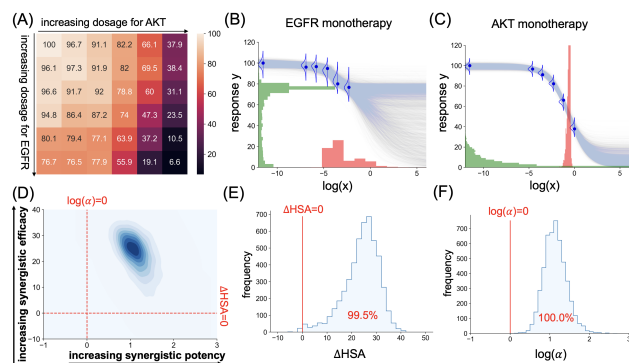 (A)
increasing dosage for AKT
increasing dosage for EGFR
100 96.7 91.1 82.2 66.1 37.9
96.1 97.3 91.9 82 69.5 38.4
96.6 91.7 92 78.8 60 31.1
94.8 86.4 87.2 74 47.3 23.5
80.1 79.4 77.1 63.9 37.2 10.5
76.7 76.5 77.9 55.9 19.1 6.6
100
80
60
40
20
(B)
EGFR monotherapy
response y
120
100
80
60
40
20
0
−10 −5 0 5
log(x)
(C)
AKT monotherapy
response y
120
100
80
60
40
20
0
−10 −5 0 5
log(x)
(D)
log(α)=0
increasing synergistic efficacy
40
30
20
10
0
−10
−1 0 1 2 3
increasing synergistic potency
ΔHSA=0
(E)
ΔHSA=0
frequency
700
600
500
400
300
200
100
0
99.5%
−10 0 10 20 30 40 50
ΔHSA
(F)
log(α)=0
frequency
700
600
500
400
300
200
100
0
100.0%
−1 0 1 2 3
log(α)